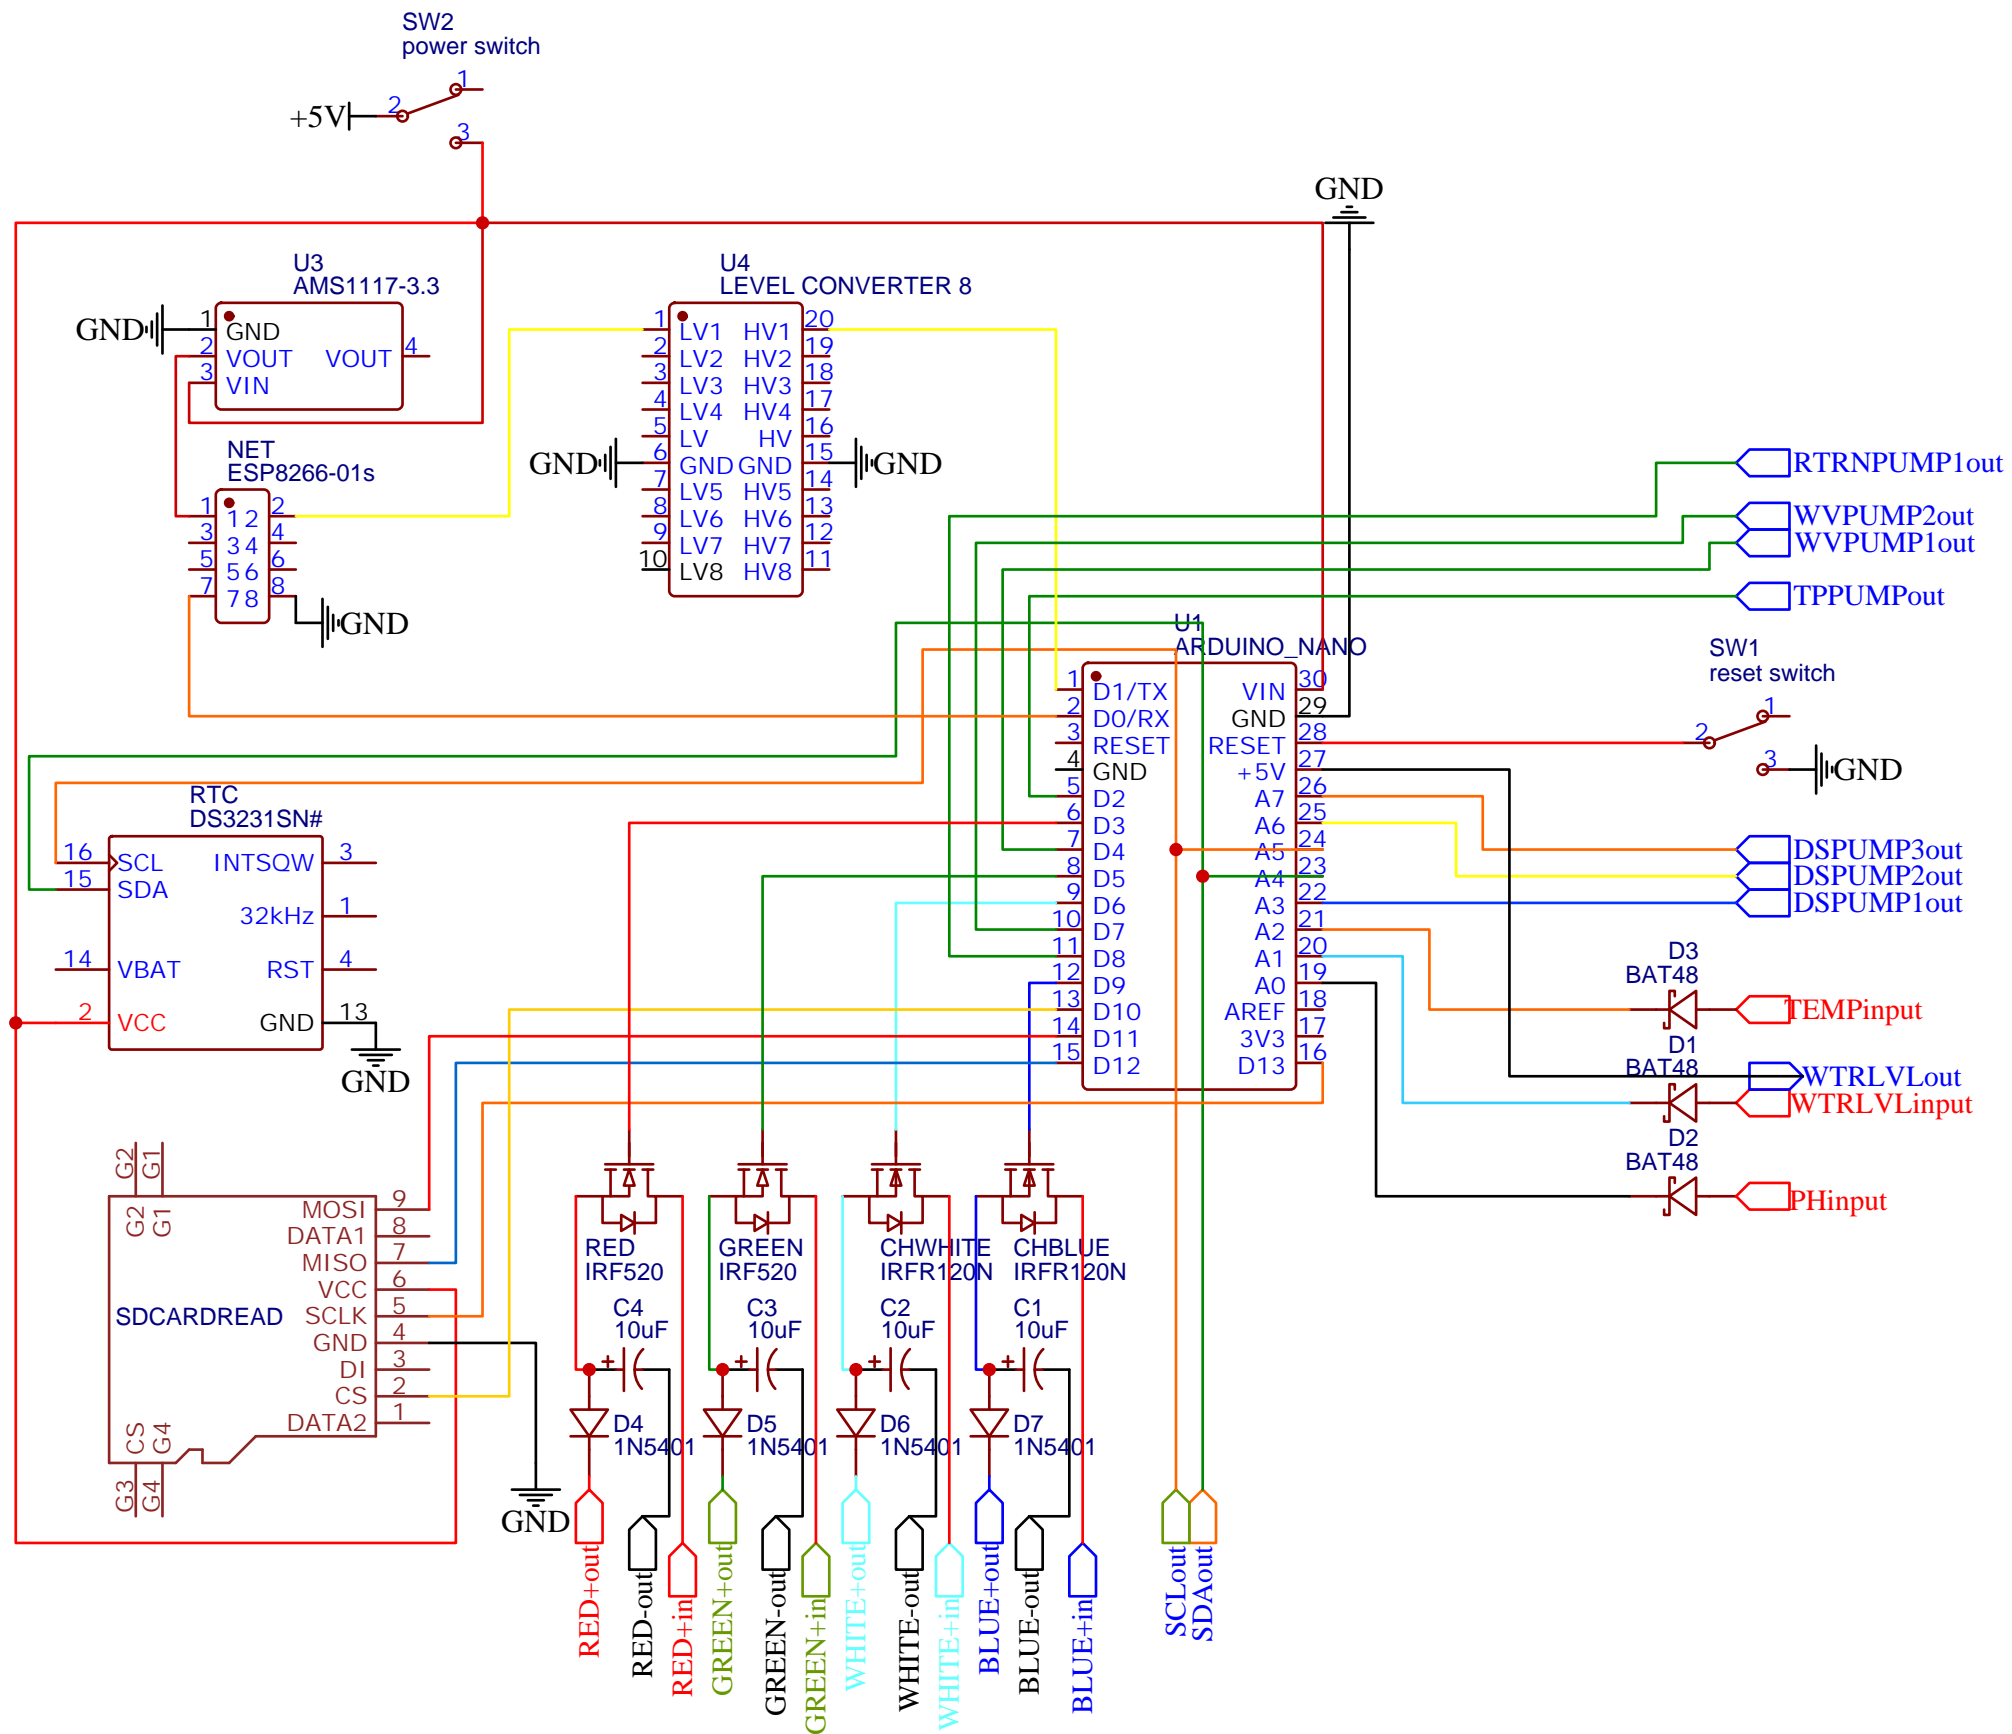 SW2
power switch
1
+5V
2
3
GND
U3
AMS1117-3.3
GND
1
GND
2
VOUT
VOUT
4
3
VIN
U4
LEVEL CONVERTER 8
1
LV1
HV1
20
2
LV2
HV2
19
3
LV3
HV3
18
4
LV4
HV4
17
5
LV
HV
16
GND
6
GND
GND
15
GND
7
LV5
HV5
14
8
LV6
HV6
13
9
LV7
HV7
12
10
LV8
HV8
11
NET
ESP8266-01s
1
1 2
2
3
3 4
4
5
5 6
6
7
7 8
8
GND
RTRNPUMP1out
WVPUMP2out
WVPUMP1out
TPPUMPout
U1
ARDUINO_NANO
1
D1/TX
VIN
30
2
D0/RX
GND
29
3
RESET
RESET
28
4
GND
+5V
27
5
D2
A7
26
6
D3
A6
25
7
D4
A5
24
8
D5
A4
23
9
D6
A3
22
10
D7
A2
21
11
D8
A1
20
12
D9
A0
19
13
D10
AREF
18
14
D11
3V3
17
15
D12
D13
16
SW1
reset switch
1
2
3
GND
DSPUMP3out
DSPUMP2out
DSPUMP1out
D3
BAT48
TEMPinput
D1
BAT48
WTRLVLout
WTRLVLinput
D2
BAT48
PHinput
RTC
DS3231SN#
16
SCL
INTSQW
3
15
SDA
32kHz
1
14
VBAT
RST
4
2
VCC
GND
13
GND
G2
G1
G2
G1
MOSI
9
DATA1
8
MISO
7
VCC
6
SDCARDREAD
SCLK
5
GND
4
DI
3
CS
2
DATA2
1
CS
G4
G3
G4
GND
RED
IRF520
GREEN
IRF520
CHWHITE
IRFR120N
CHBLUE
IRFR120N
C4
10uF
C3
10uF
C2
10uF
C1
10uF
+
+
+
+
D4
1N5401
D5
1N5401
D6
1N5401
D7
1N5401
RED+out
RED-out
RED+in
GREEN+out
GREEN-out
GREEN+in
WHITE+out
WHITE-out
WHITE+in
BLUE+out
BLUE-out
BLUE+in
SCLout
SDAout